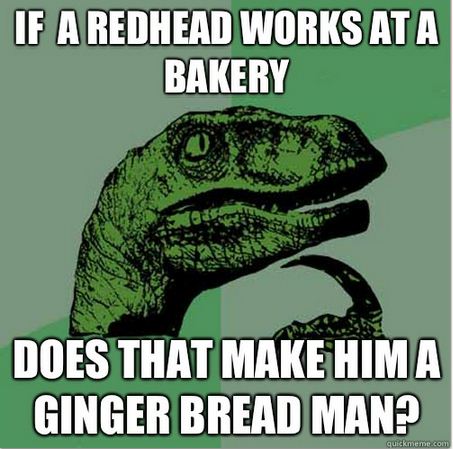 IF A REDHEAD WORKS AT A
BAKERY
DOES THAT MAKE HIM A
GINGER BREAD MAN?
quickmeme.com